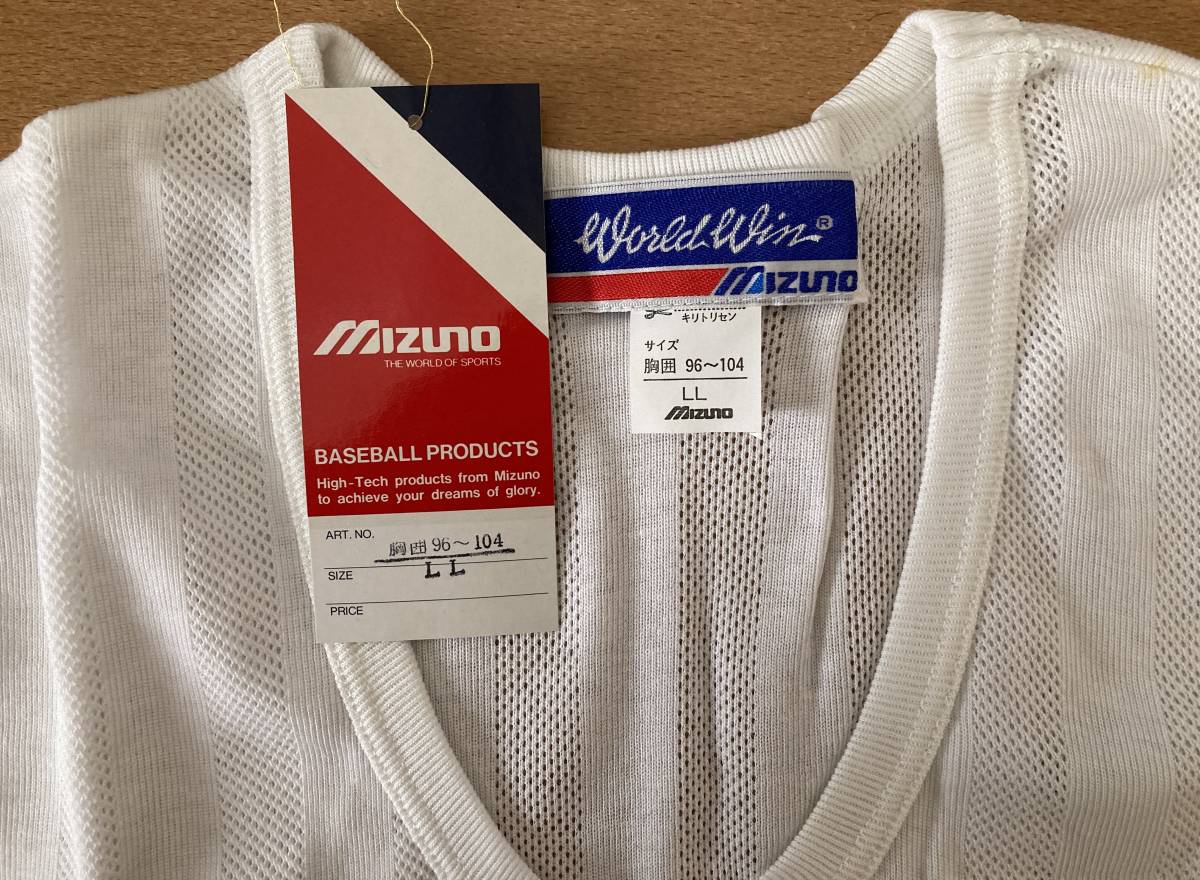 Mizuno
THE WORLD OF SPORTS
BASEBALL PRODUCTS
High-Tech products from Mizuno
to achieve your dreams of glory.
ART. NO.
胸囲 96〜104
SIZE
LL
PRICE
World Win®
Mizuno
キリトリセン
サイズ
胸囲 96〜104
LL
Mizuno